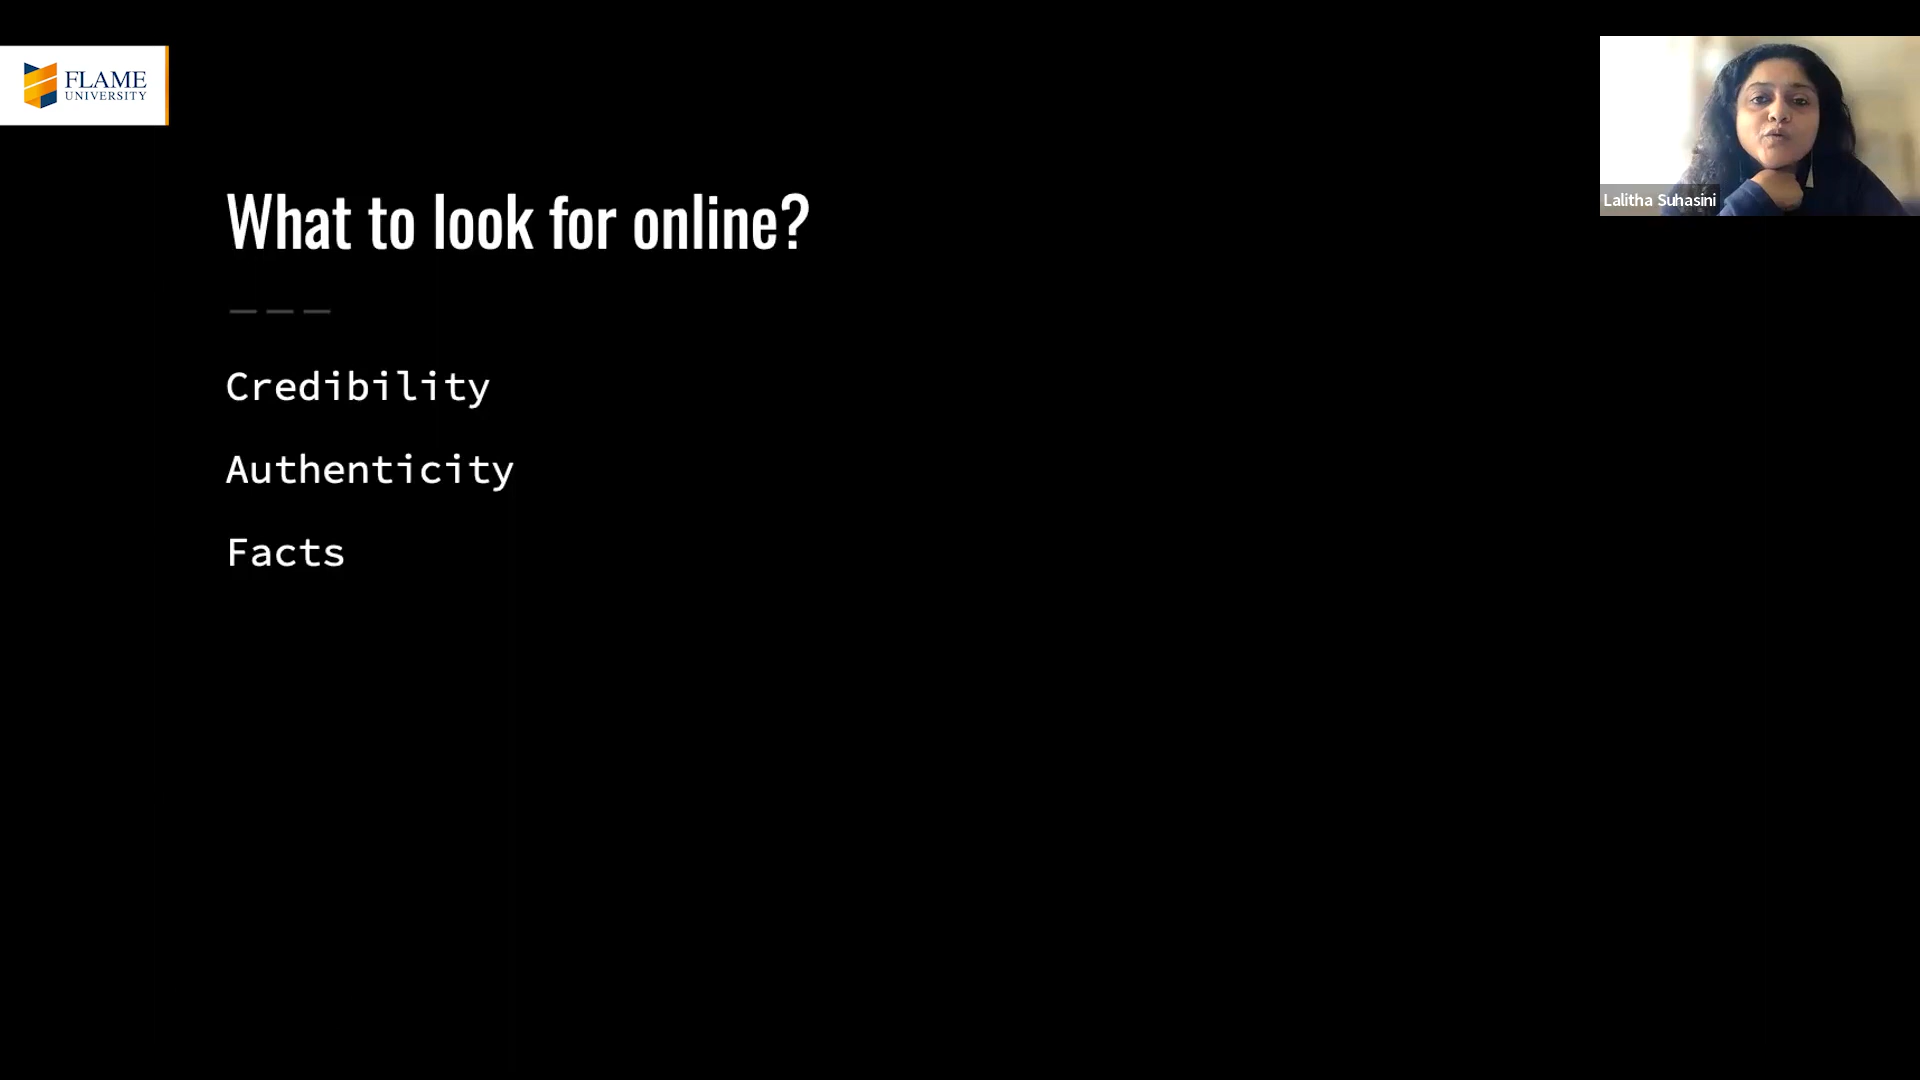 FLAME
UNIVERSITY
Lalitha Suhasini
What to look for online?
Credibility
Authenticity
Facts